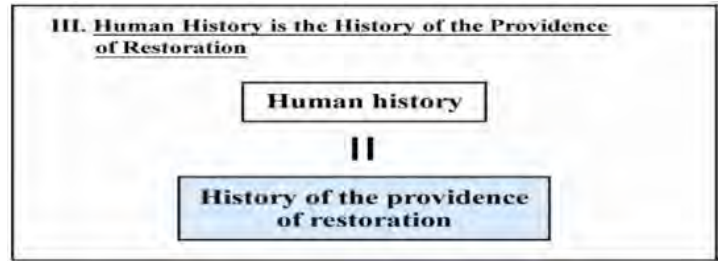 III. Human History is the History of the Providence
of Restoration
Human history
History of the providence
of restoration